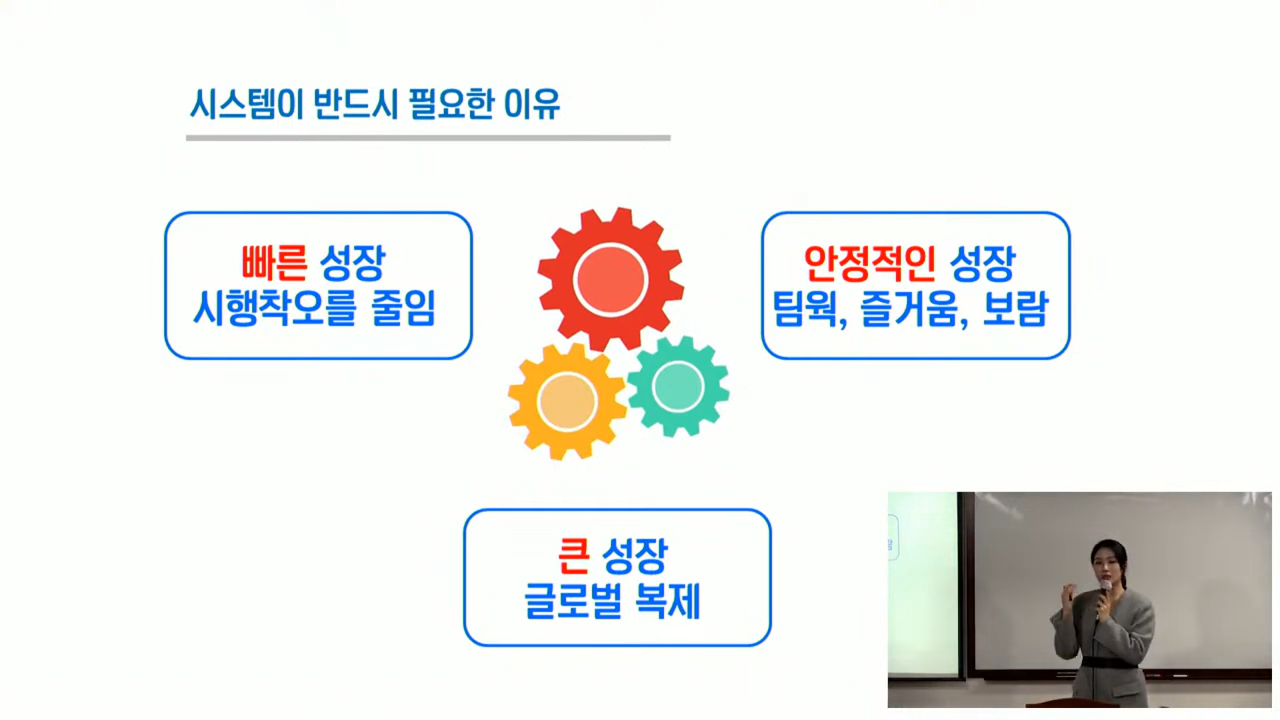 시스템이 반드시 필요한 이유
빠른 성장
시행착오를 줄임
안정적인 성장
팀웍, 즐거움, 보람
큰 성장
글로벌 복제